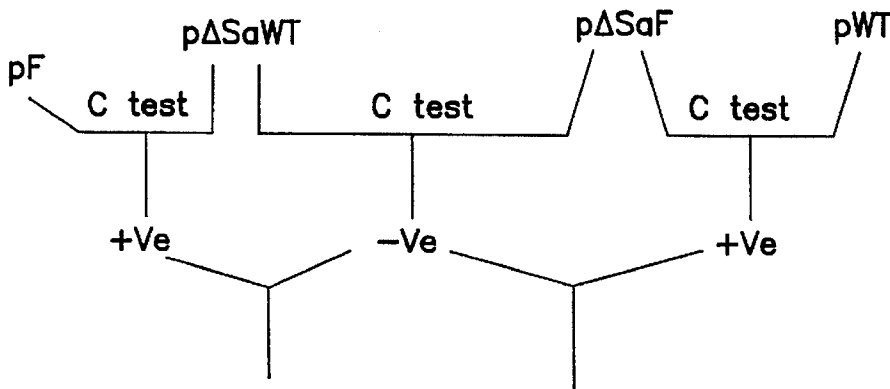 pΔSaWT pΔSaF pWT
pF
C test C test C test
+Ve −Ve +Ve